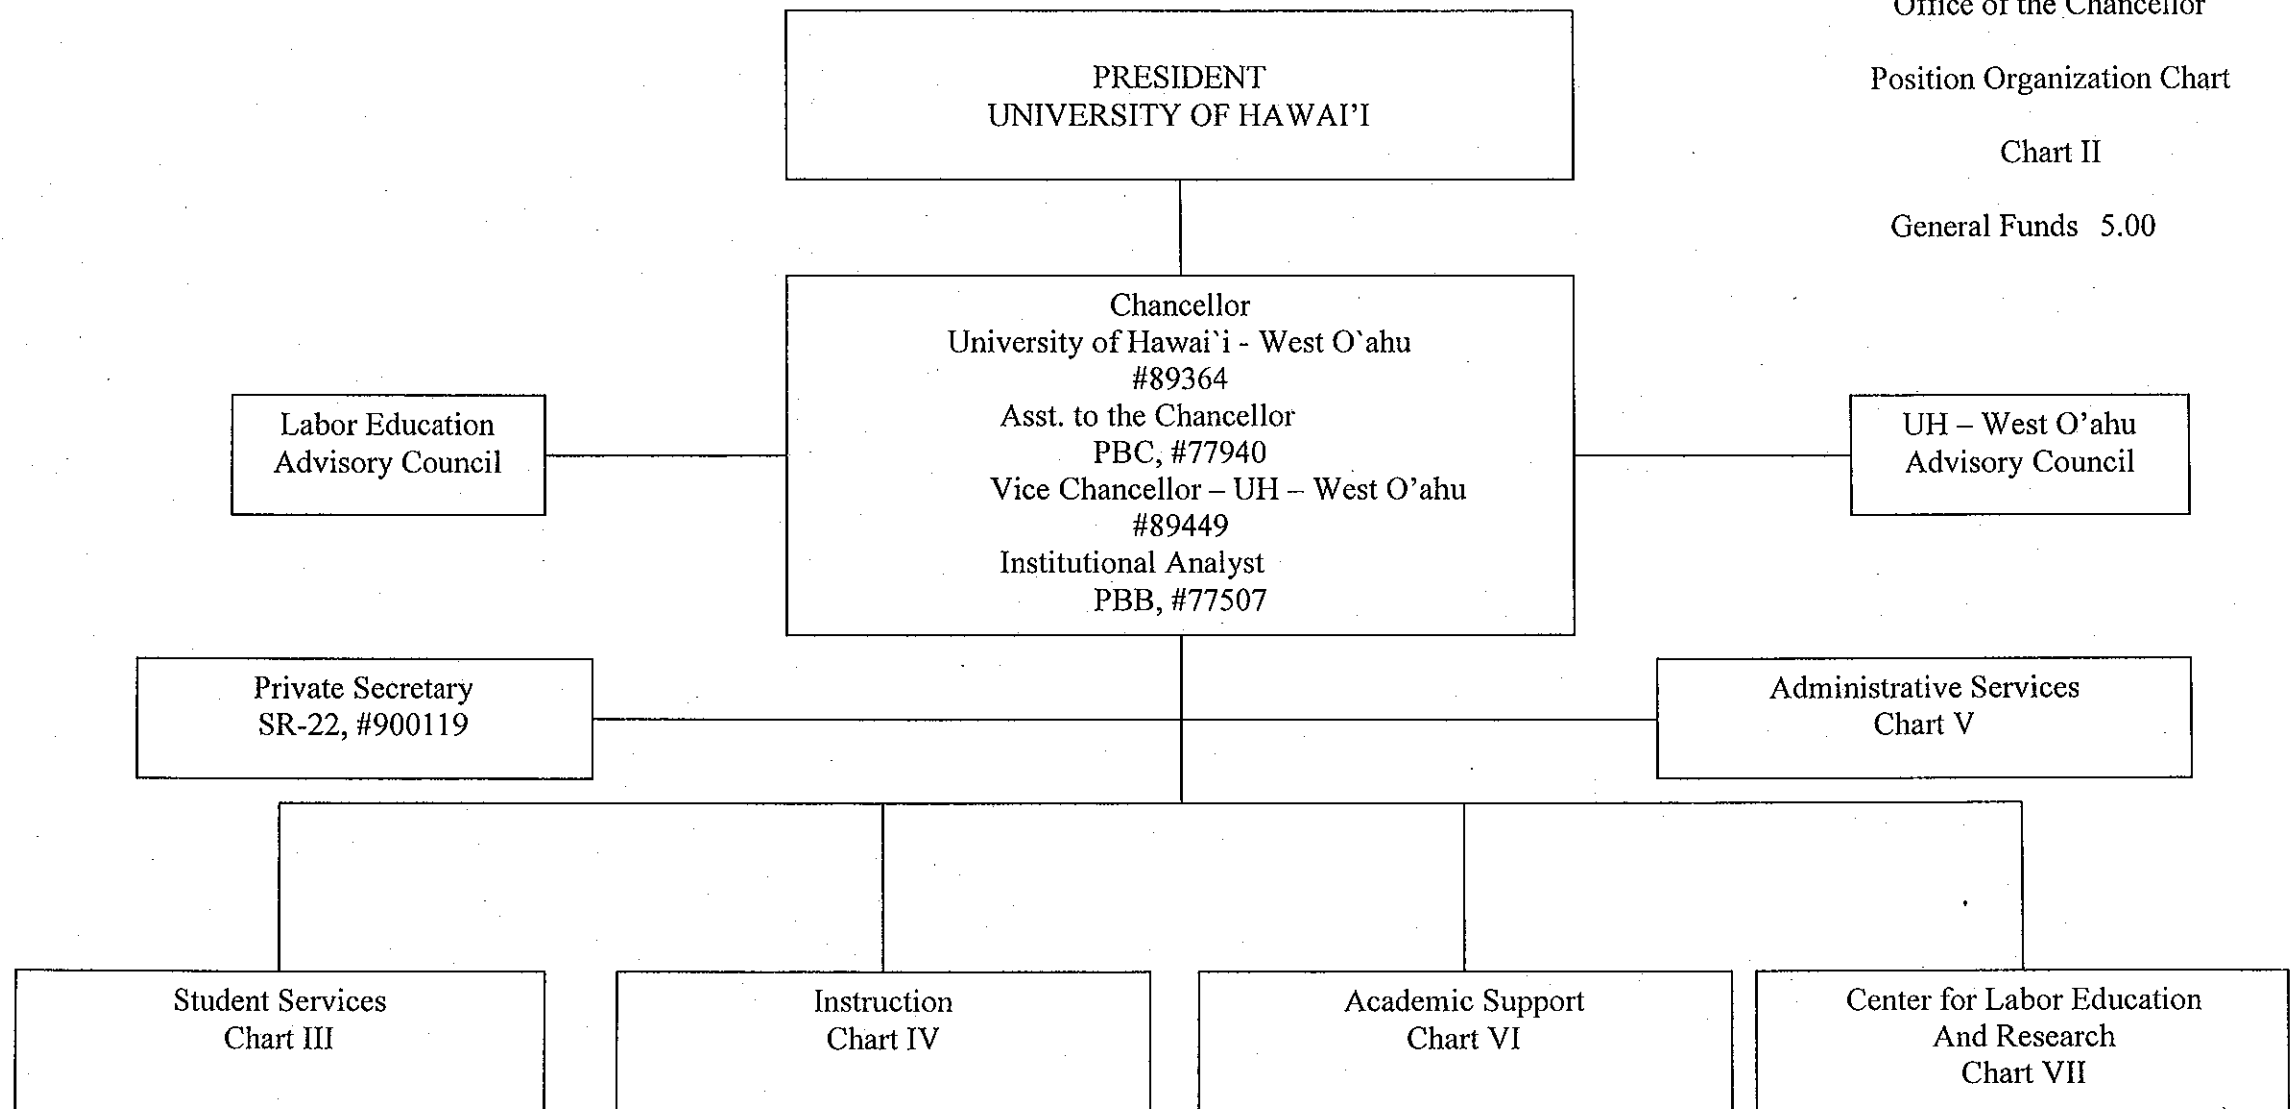 Office of the Chancellor
Position Organization Chart
Chart II
General Funds 5.00
PRESIDENT
UNIVERSITY OF HAWAI'I
Chancellor
University of Hawai`i - West O`ahu
#89364
Asst. to the Chancellor
PBC, #77940
Vice Chancellor – UH – West O'ahu
#89449
Institutional Analyst
PBB, #77507
Labor Education
Advisory Council
UH – West O'ahu
Advisory Council
Private Secretary
SR-22, #900119
Administrative Services
Chart V
Student Services
Chart III
Instruction
Chart IV
Academic Support
Chart VI
Center for Labor Education
And Research
Chart VII